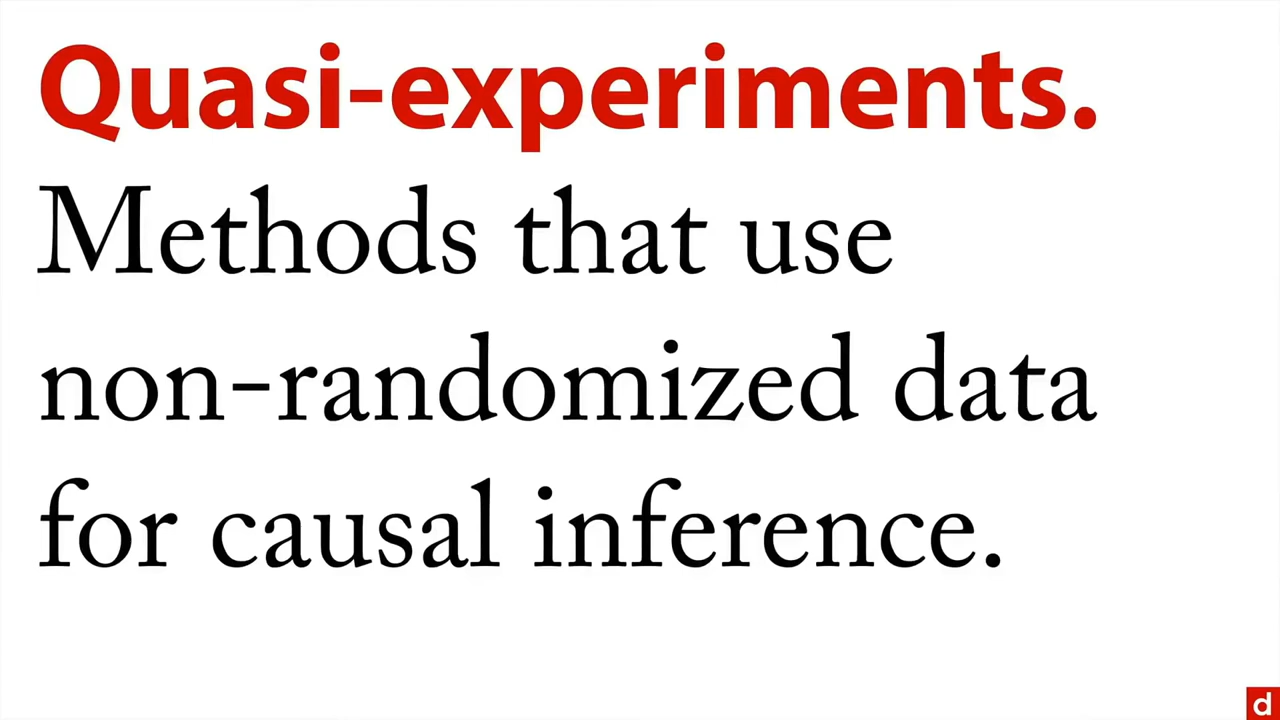 Quasi-experiments.
Methods that use
non-randomized data
for causal inference.
d